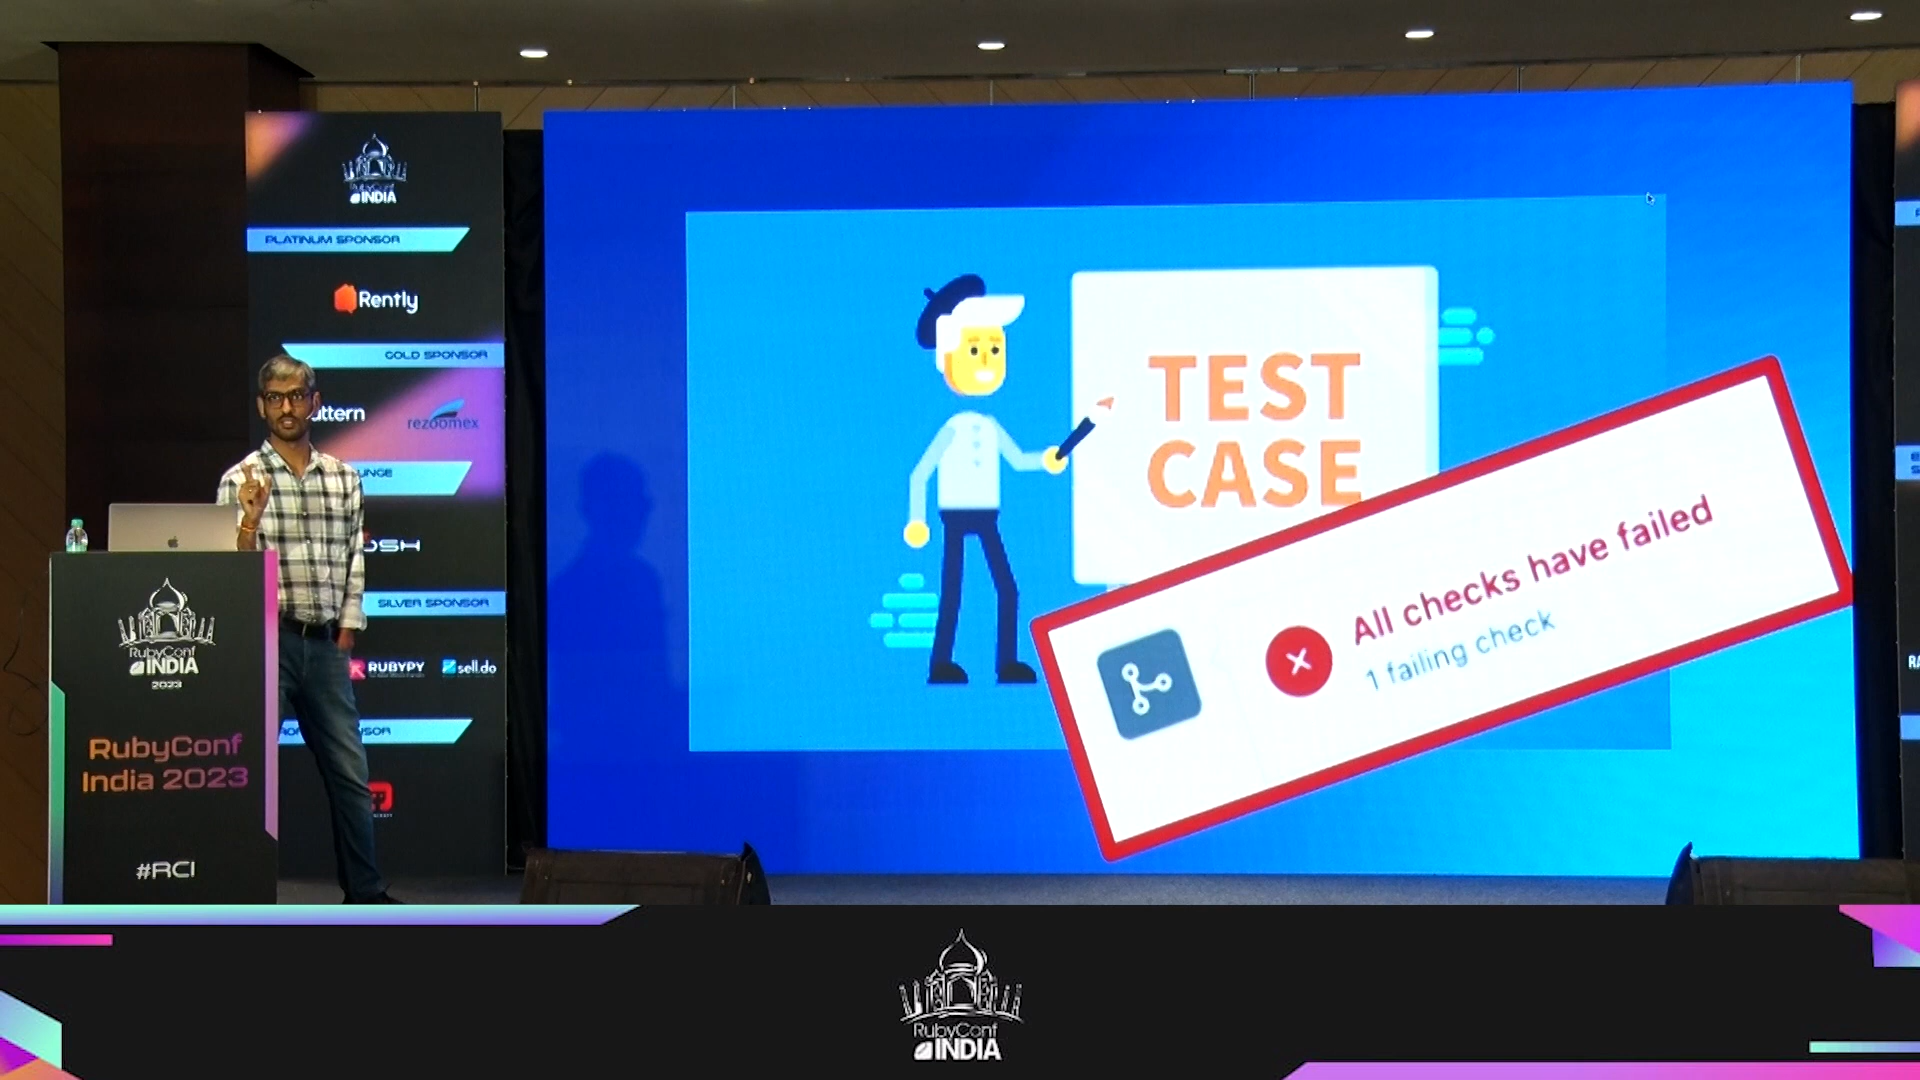 RubyConf
INDIA
PLATINUM SPONSOR
Rently
GOLD SPONSOR
rezoomex
SILVER SPONSOR
RUBYPY
sell.do
RubyConf
INDIA
2023
RubyConf
India 2023
#RCI
TEST
CASE
All checks have failed
1 failing check
RubyConf
INDIA